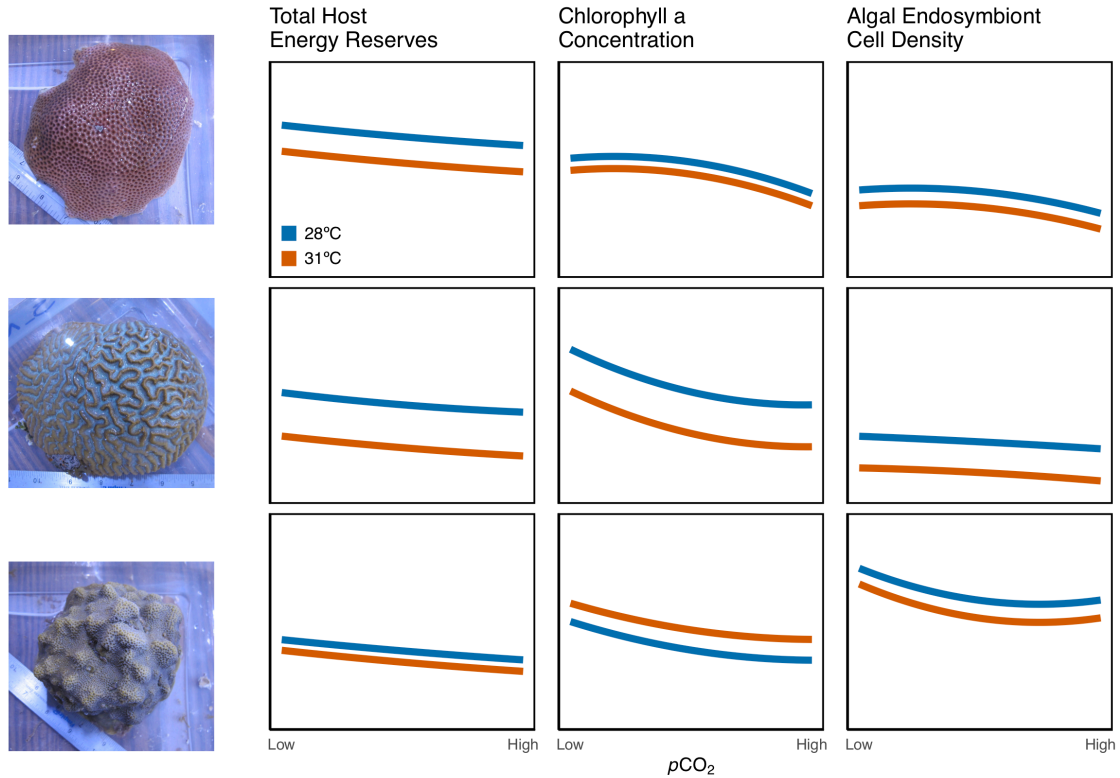 Total Host
Energy Reserves
Chlorophyll a
Concentration
Algal Endosymbiont
Cell Density
28ºC
31ºC
Low
High
Low
High
Low
High
pCO₂